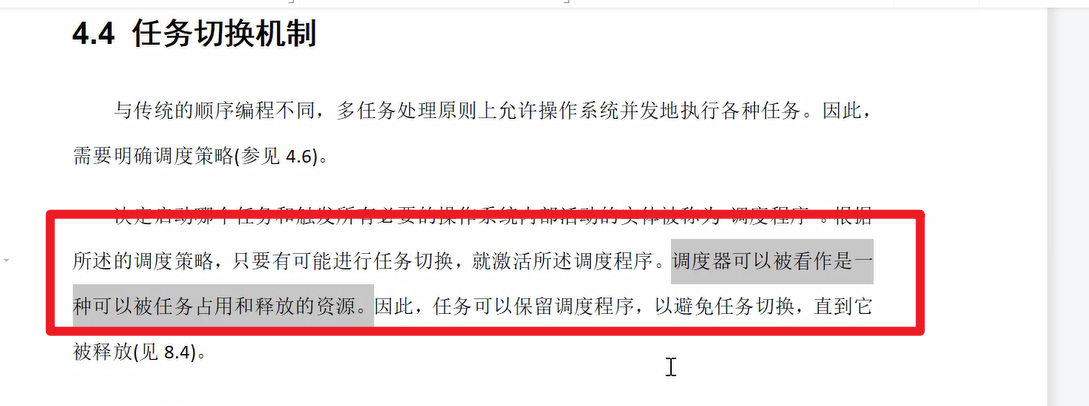 4.4 任务切换机制
与传统的顺序编程不同，多任务处理原则上允许操作系统并发地执行各种任务。因此，
需要明确调度策略(参见 4.6)。
决定启动哪个任务和触发所有必要的操作系统内部活动的实体被称为"调度程序"。根据
所述的调度策略，只要有可能进行任务切换，就激活所述调度程序。调度器可以被看作是一
种可以被任务占用和释放的资源。因此，任务可以保留调度程序，以避免任务切换，直到它
被释放(见 8.4)。